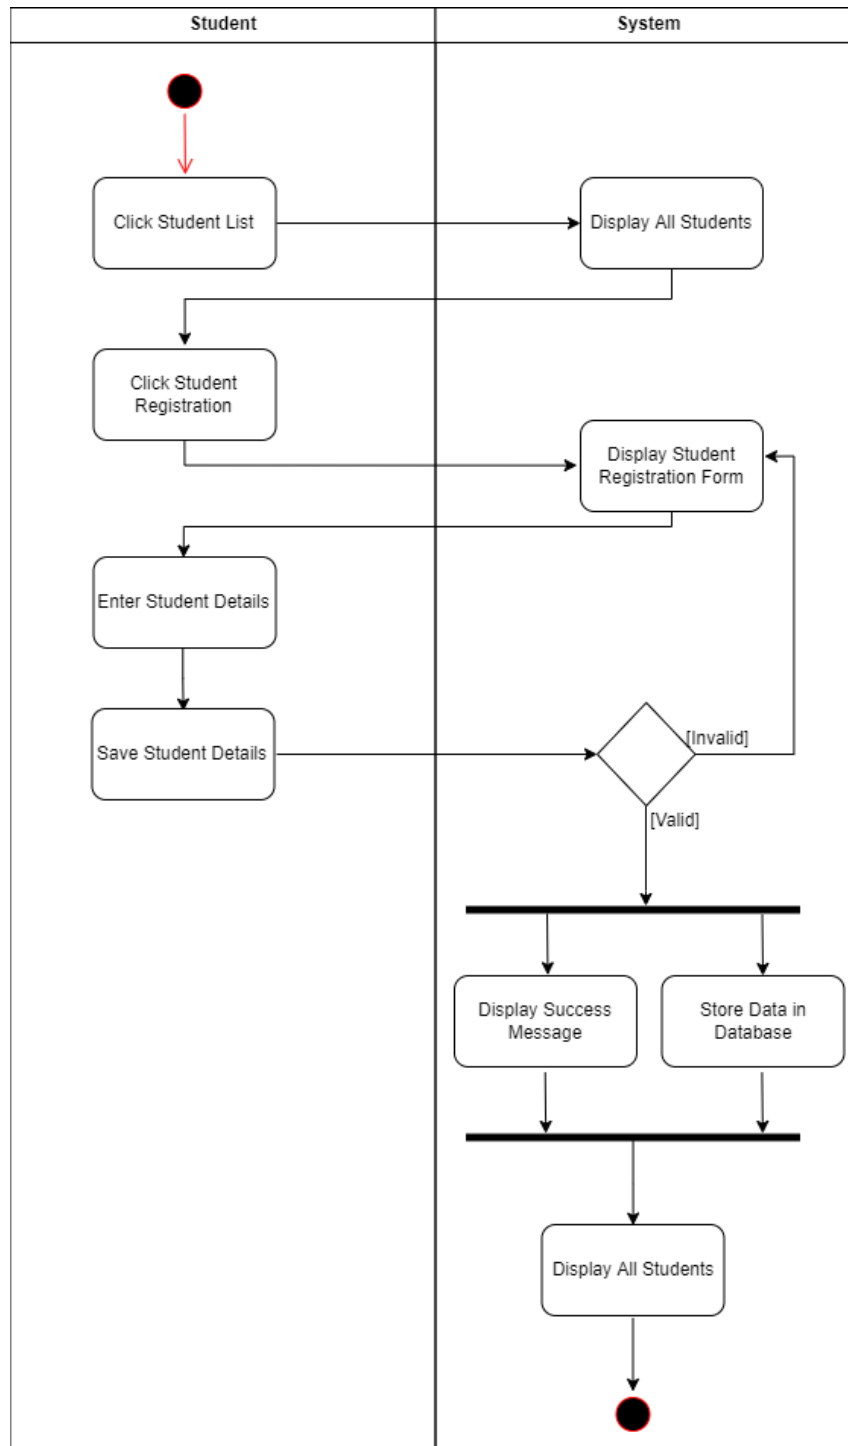 Student
System
Click Student List
Display All Students
Click Student
Registration
Display Student
Registration Form
Enter Student Details
Save Student Details
[Invalid]
[Valid]
Display Success
Message
Store Data in
Database
Display All Students